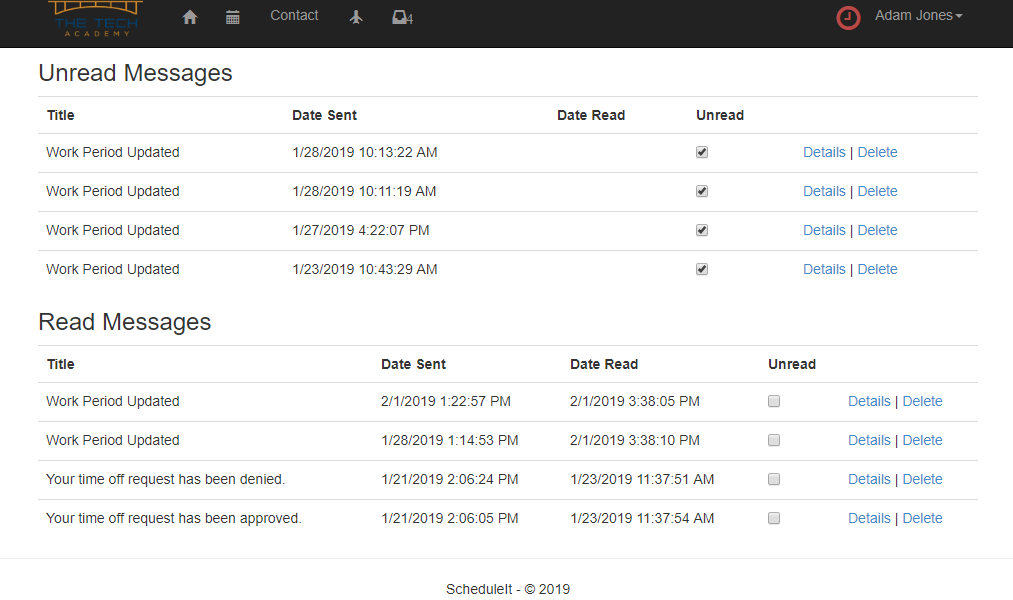 THE TECH
ACADEMY
Contact
4
Adam Jones
Unread Messages
Title Date Sent Date Read Unread
Work Period Updated 1/28/2019 10:13:22 AM Details | Delete
Work Period Updated 1/28/2019 10:11:19 AM Details | Delete
Work Period Updated 1/27/2019 4:22:07 PM Details | Delete
Work Period Updated 1/23/2019 10:43:29 AM Details | Delete
Read Messages
Title Date Sent Date Read Unread
Work Period Updated 2/1/2019 1:22:57 PM 2/1/2019 3:38:05 PM Details | Delete
Work Period Updated 1/28/2019 1:14:53 PM 2/1/2019 3:38:10 PM Details | Delete
Your time off request has been denied. 1/21/2019 2:06:24 PM 1/23/2019 11:37:51 AM Details | Delete
Your time off request has been approved. 1/21/2019 2:06:05 PM 1/23/2019 11:37:54 AM Details | Delete
ScheduleIt - © 2019